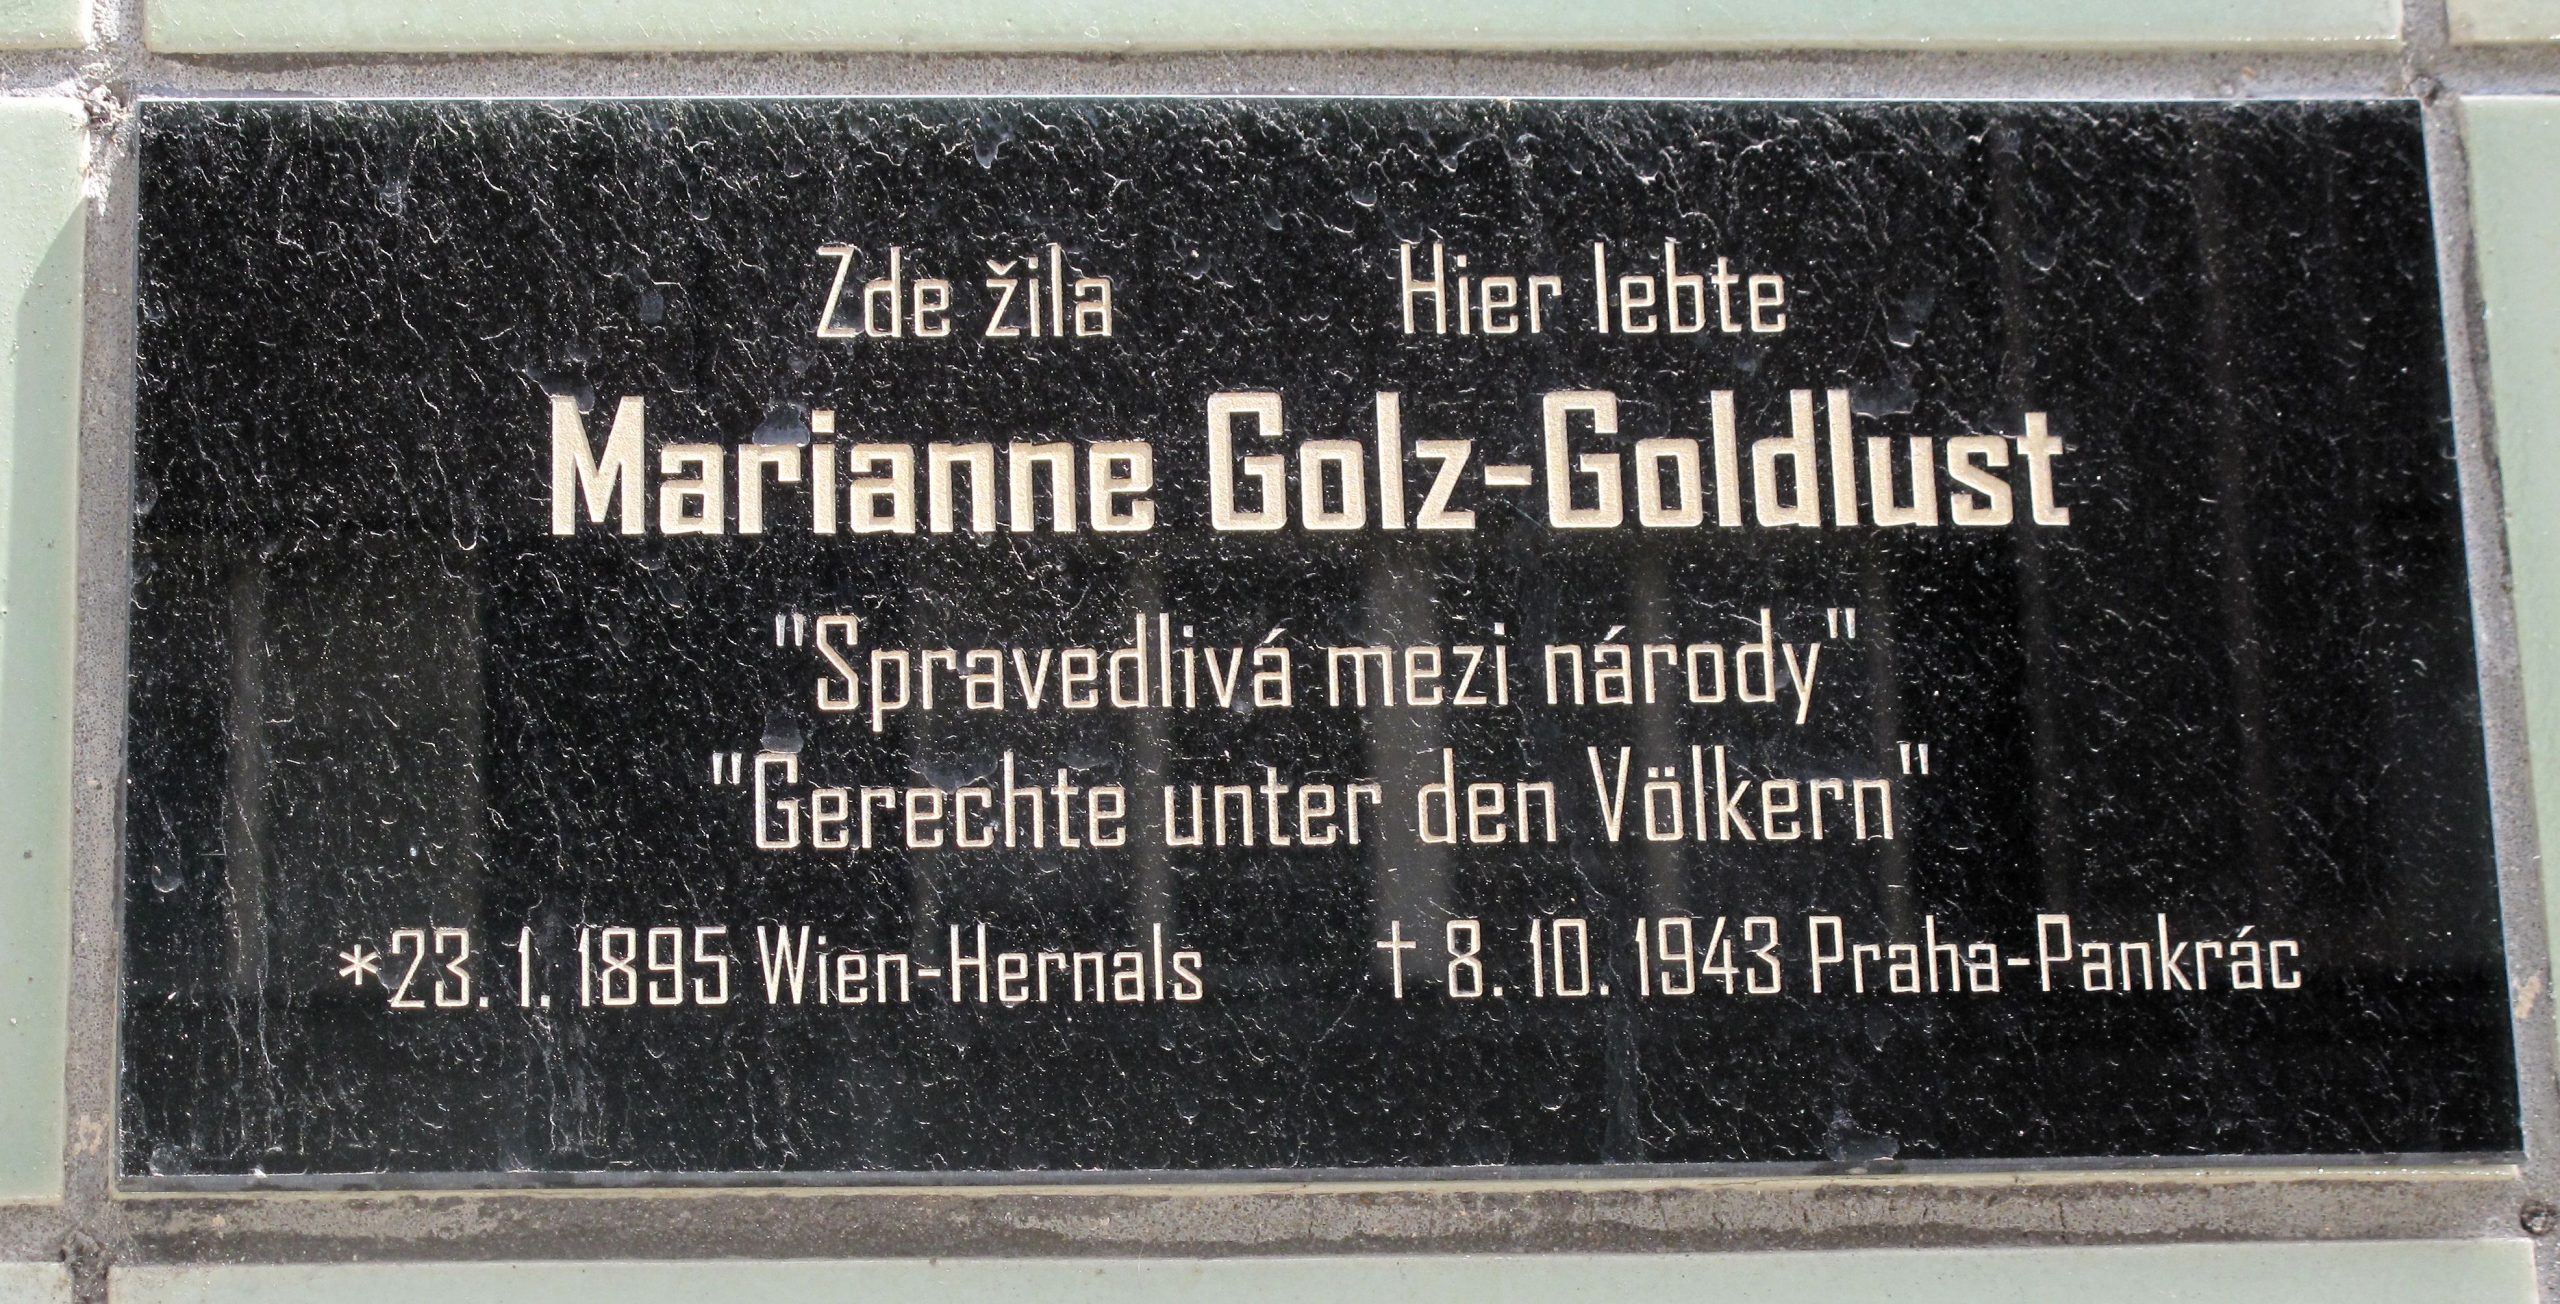 Zde žila Hier lebte
Marianne Golz-Goldlust
"Spravedlivá mezi národy"
"Gerechte unter den Völkern"
*23. 1. 1895 Wien-Hernals † 8. 10. 1943 Praha-Pankrác